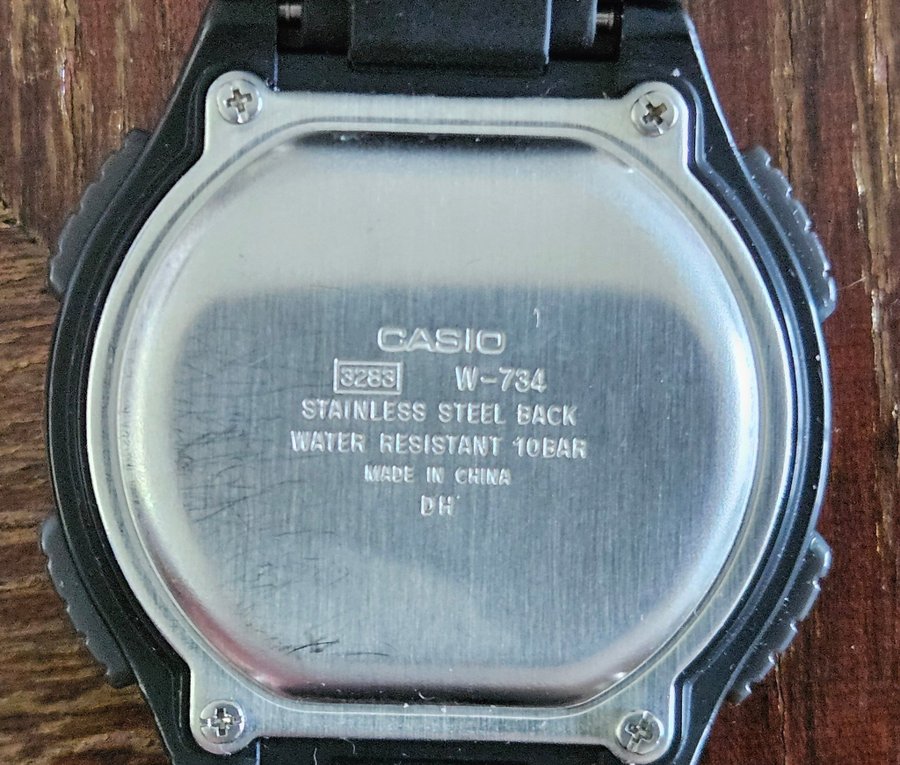 CASIO
3283 W-734
STAINLESS STEEL BACK
WATER RESISTANT 10BAR
MADE IN CHINA
DH